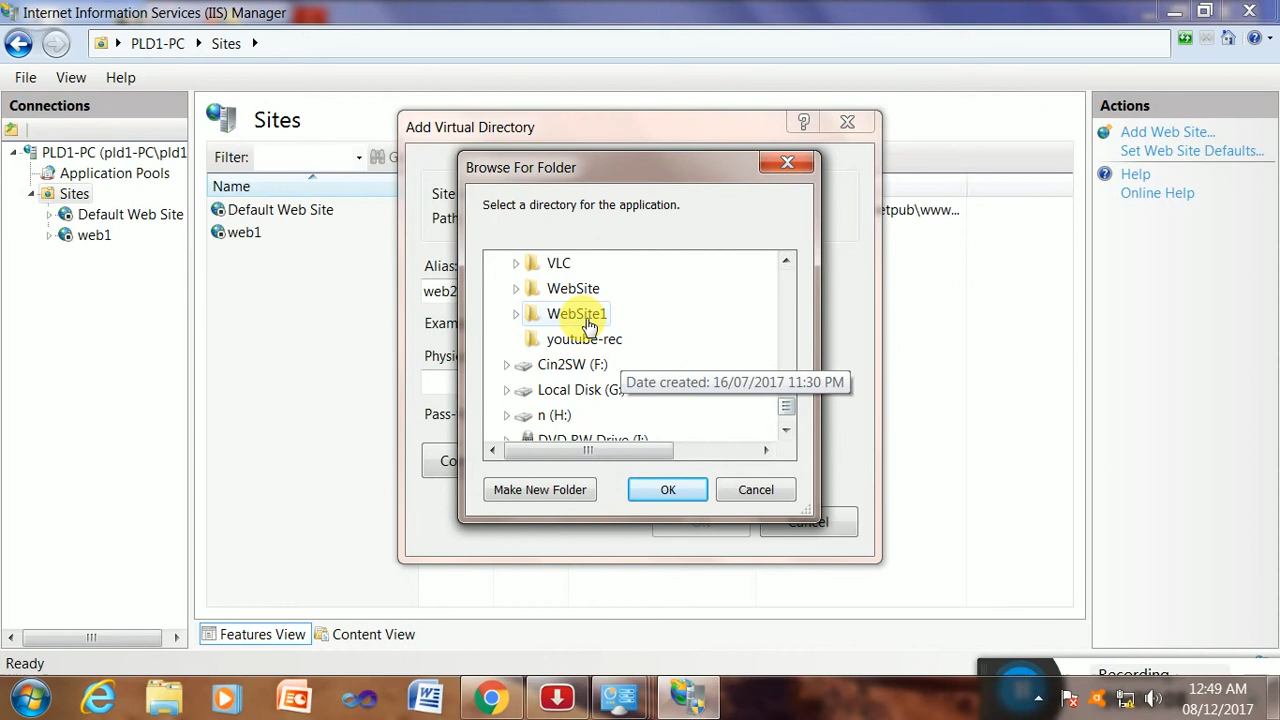 Internet Information Services (IIS) Manager
PLD1-PC
Sites
File View Help
Connections
PLD1-PC (pld1-PC\pld1
Application Pools
Sites
Default Web Site
web1
Sites
Filter:
G
Name
Default Web Site
web1
etpub\www...
Add Virtual Directory
Site
Path
Alias:
web2
Exam
Physi
Pass-
Co
Cancel
Browse For Folder
Select a directory for the application.
VLC
WebSite
WebSite1
youtube-rec
Cin2SW (F:)
Local Disk (G:)
n (H:)
DVD RW Drive (I:)
Date created: 16/07/2017 11:30 PM
Make New Folder
OK
Cancel
Actions
Add Web Site...
Set Web Site Defaults...
Help
Online Help
Features View
Content View
Ready
Recording
12:49 AM
08/12/2017